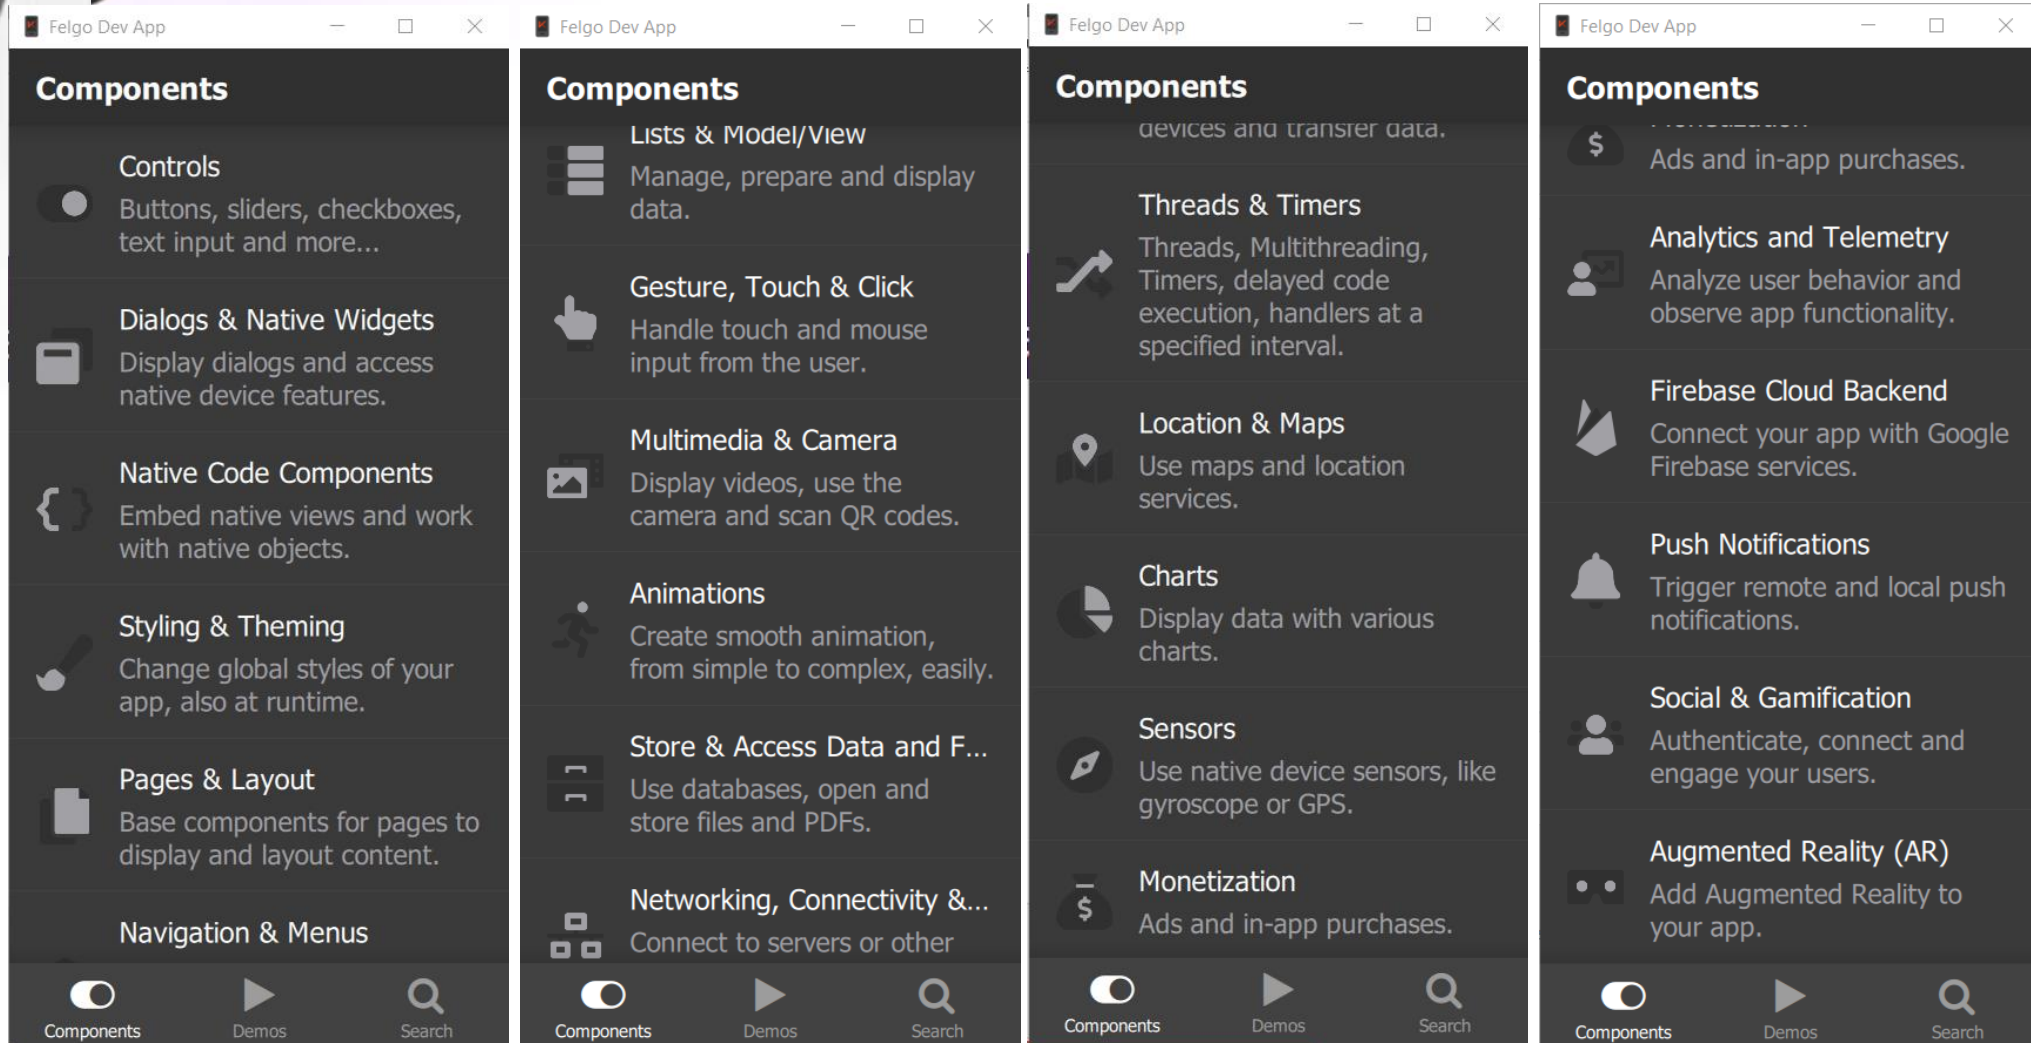 Felgo Dev App
Components
Controls
Buttons, sliders, checkboxes,
text input and more...
Dialogs & Native Widgets
Display dialogs and access
native device features.
Native Code Components
Embed native views and work
with native objects.
Styling & Theming
Change global styles of your
app, also at runtime.
Pages & Layout
Base components for pages to
display and layout content.
Navigation & Menus
Components
Demos
Search
Felgo Dev App
Components
Lists & Model/View
Manage, prepare and display
data.
Gesture, Touch & Click
Handle touch and mouse
input from the user.
Multimedia & Camera
Display videos, use the
camera and scan QR codes.
Animations
Create smooth animation,
from simple to complex, easily.
Store & Access Data and F...
Use databases, open and
store files and PDFs.
Networking, Connectivity &...
Connect to servers or other
Components
Demos
Search
Felgo Dev App
Components
devices and transfer data.
Threads & Timers
Threads, Multithreading,
Timers, delayed code
execution, handlers at a
specified interval.
Location & Maps
Use maps and location
services.
Charts
Display data with various
charts.
Sensors
Use native device sensors, like
gyroscope or GPS.
Monetization
Ads and in-app purchases.
Components
Demos
Search
Felgo Dev App
Components
Ads and in-app purchases.
Analytics and Telemetry
Analyze user behavior and
observe app functionality.
Firebase Cloud Backend
Connect your app with Google
Firebase services.
Push Notifications
Trigger remote and local push
notifications.
Social & Gamification
Authenticate, connect and
engage your users.
Augmented Reality (AR)
Add Augmented Reality to
your app.
Components
Demos
Search